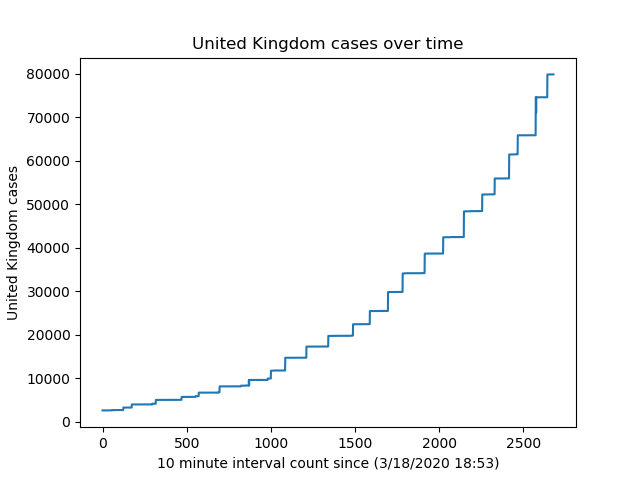 United Kingdom cases over time
80000
70000
60000
50000
40000
30000
20000
10000
0
United Kingdom cases
0 500 1000 1500 2000 2500
10 minute interval count since (3/18/2020 18:53)